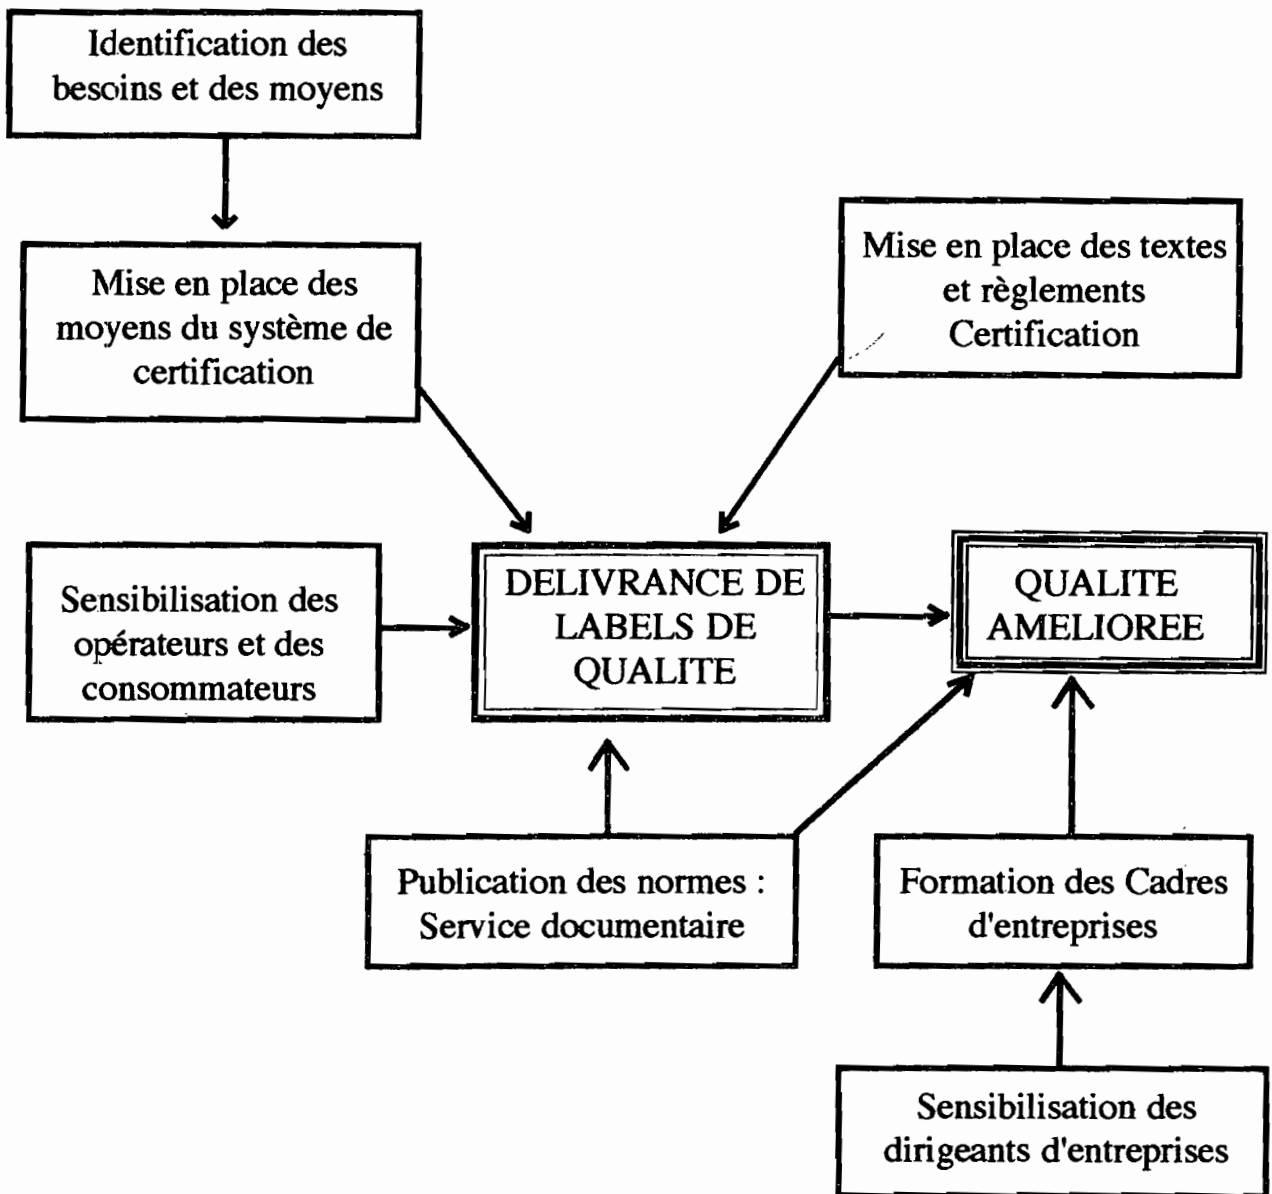 Identification des
besoins et des moyens
Mise en place des
moyens du système de
certification
Mise en place des textes
et règlements
Certification
Sensibilisation des
opérateurs et des
consommateurs
DELIVRANCE DE
LABELS DE
QUALITE
QUALITE
AMELIOREE
Publication des normes :
Service documentaire
Formation des Cadres
d'entreprises
Sensibilisation des
dirigeants d'entreprises